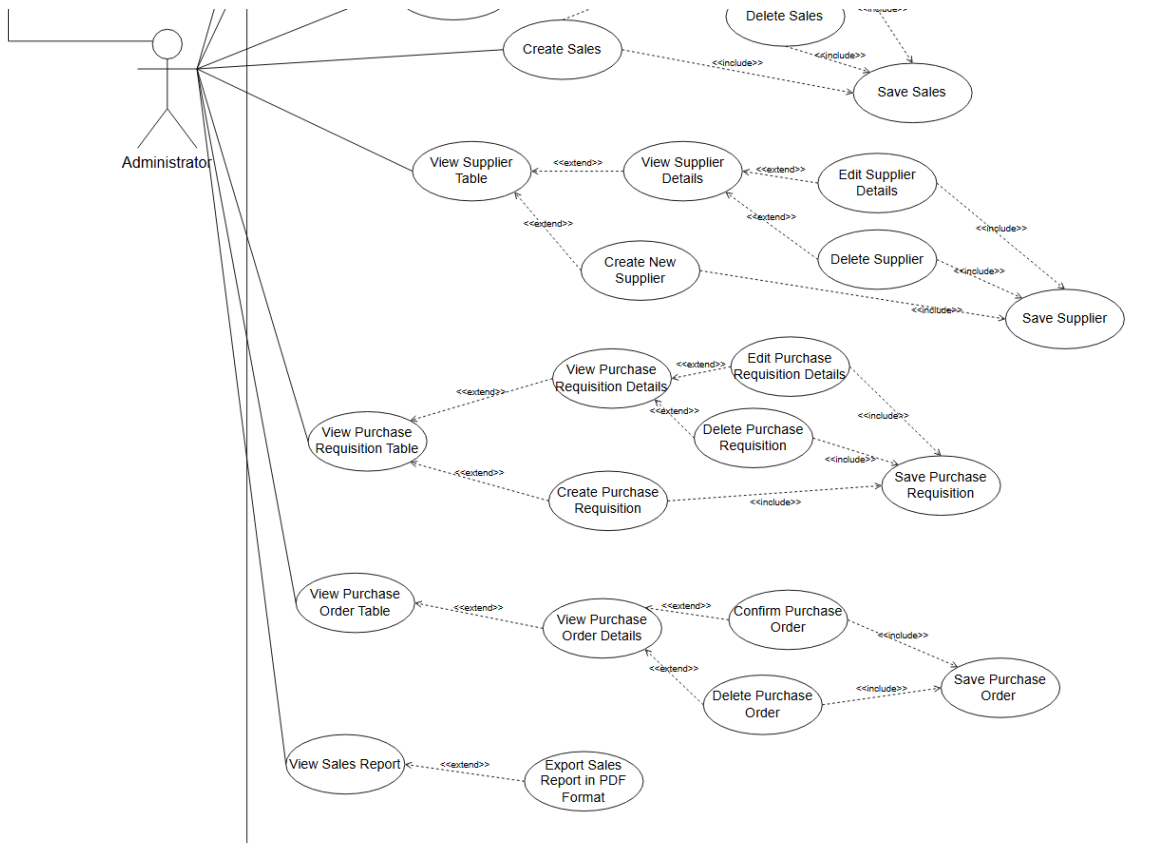 Delete Sales
<<include>>
Create Sales
<<include>>
<<include>>
Save Sales
Administrator
View Supplier
Table
<<extend>>
View Supplier
Details
<<extend>>
Edit Supplier
Details
<<extend>>
<<extend>>
<<include>>
Create New
Supplier
Delete Supplier
<<include>>
<<include>>
Save Supplier
View Purchase
Requisition Details
<<extend>>
Edit Purchase
Requisition Details
<<extend>>
<<extend>>
<<include>>
View Purchase
Requisition Table
Delete Purchase
Requisition
<<include>>
<<extend>>
Create Purchase
Requisition
<<include>>
Save Purchase
Requisition
View Purchase
Order Table
<<extend>>
View Purchase
Order Details
<<extend>>
Confirm Purchase
Order
<<include>>
<<extend>>
Delete Purchase
Order
<<include>>
Save Purchase
Order
View Sales Report
<<extend>>
Export Sales
Report in PDF
Format